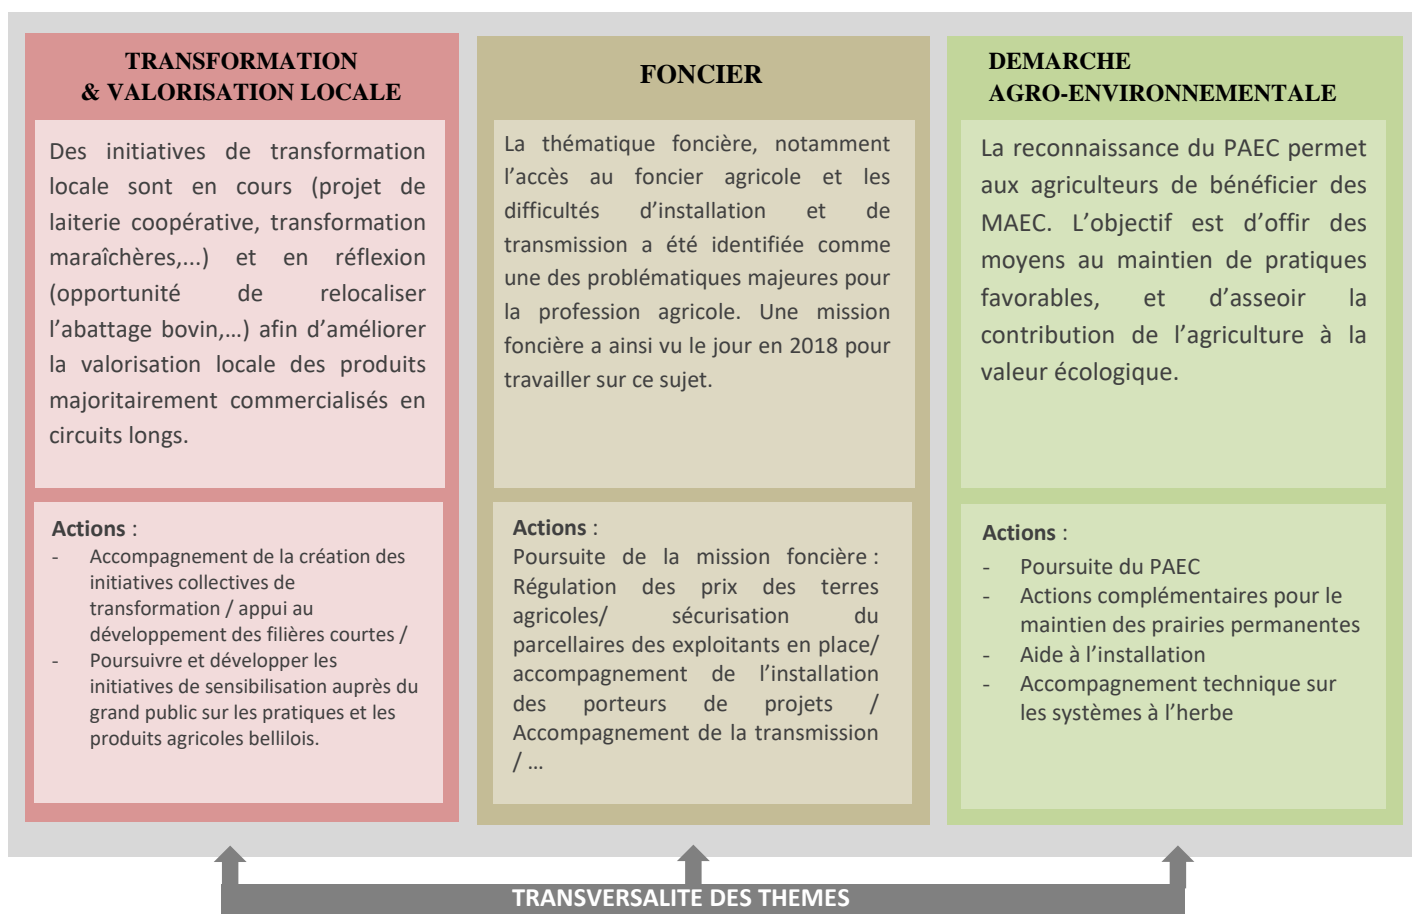 TRANSFORMATION
& VALORISATION LOCALE
Des initiatives de transformation
locale sont en cours (projet de
laiterie coopérative, transformation
maraîchères,...) et en réflexion
(opportunité de relocaliser
l’abattage bovin,…) afin d’améliorer
la valorisation locale des produits
majoritairement commercialisés en
circuits longs.
Actions :
- Accompagnement de la création des
initiatives collectives de
transformation / appui au
développement des filières courtes /
- Poursuivre et développer les
initiatives de sensibilisation auprès du
grand public sur les pratiques et les
produits agricoles bellilois.
FONCIER
La thématique foncière, notamment
l’accès au foncier agricole et les
difficultés d’installation et de
transmission a été identifiée comme
une des problématiques majeures pour
la profession agricole. Une mission
foncière a ainsi vu le jour en 2018 pour
travailler sur ce sujet.
Actions :
Poursuite de la mission foncière :
Régulation des prix des terres
agricoles/ sécurisation du
parcellaires des exploitants en place/
accompagnement de l’installation
des porteurs de projets /
Accompagnement de la transmission
/ …
DEMARCHE
AGRO-ENVIRONNEMENTALE
La reconnaissance du PAEC permet
aux agriculteurs de bénéficier des
MAEC. L’objectif est d’offir des
moyens au maintien de pratiques
favorables, et d’asseoir la
contribution de l’agriculture à la
valeur écologique.
Actions :
- Poursuite du PAEC
- Actions complémentaires pour le
maintien des prairies permanentes
- Aide à l’installation
- Accompagnement technique sur
les systèmes à l’herbe
TRANSVERSALITE DES THEMES